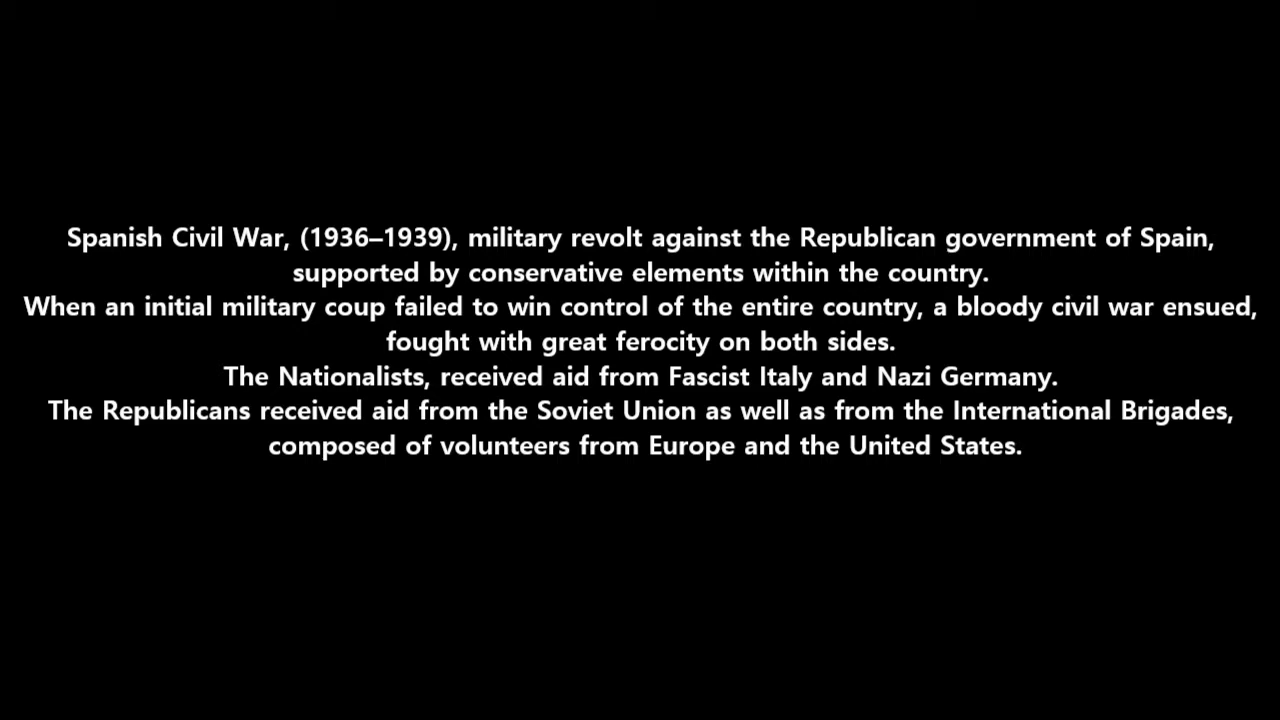 Spanish Civil War, (1936–1939), military revolt against the Republican government of Spain,
supported by conservative elements within the country.
When an initial military coup failed to win control of the entire country, a bloody civil war ensued,
fought with great ferocity on both sides.
The Nationalists, received aid from Fascist Italy and Nazi Germany.
The Republicans received aid from the Soviet Union as well as from the International Brigades,
composed of volunteers from Europe and the United States.